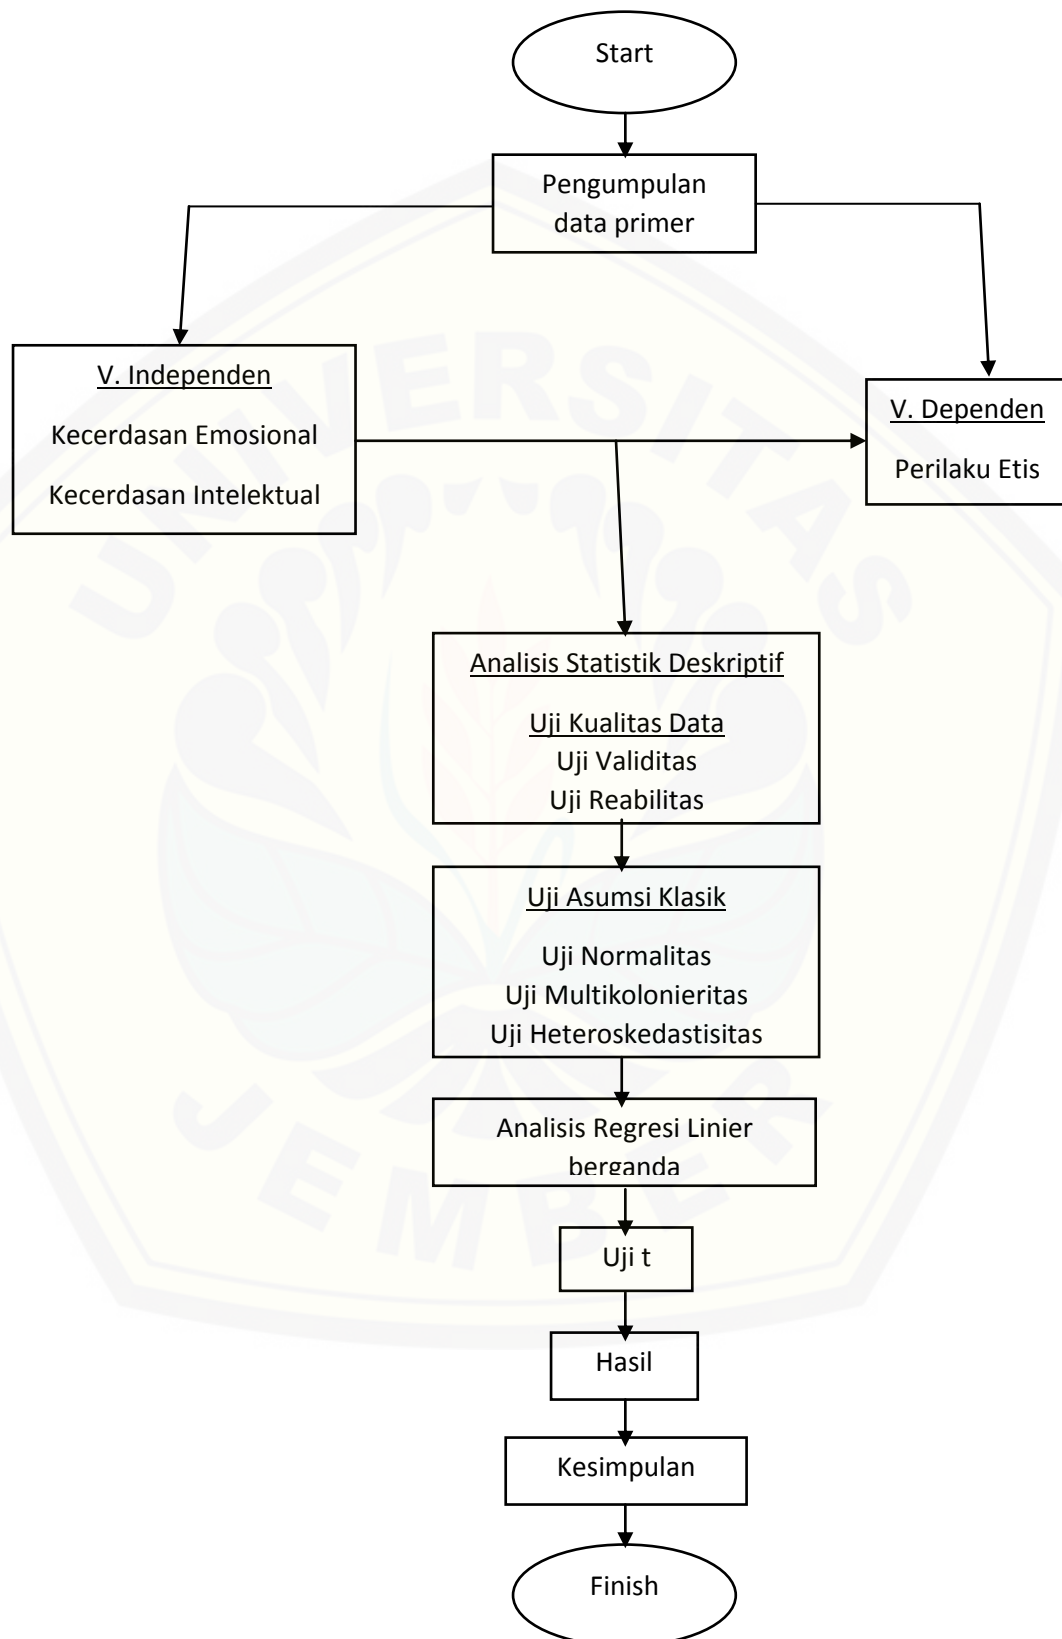 Start
Pengumpulan
data primer
V. Independen
Kecerdasan Emosional
Kecerdasan Intelektual
V. Dependen
Perilaku Etis
Analisis Statistik Deskriptif
Uji Kualitas Data
Uji Validitas
Uji Reabilitas
Uji Asumsi Klasik
Uji Normalitas
Uji Multikolonieritas
Uji Heteroskedastisitas
Analisis Regresi Linier
berganda
Uji t
Hasil
Kesimpulan
Finish
UNIVERSITAS
JEMBER